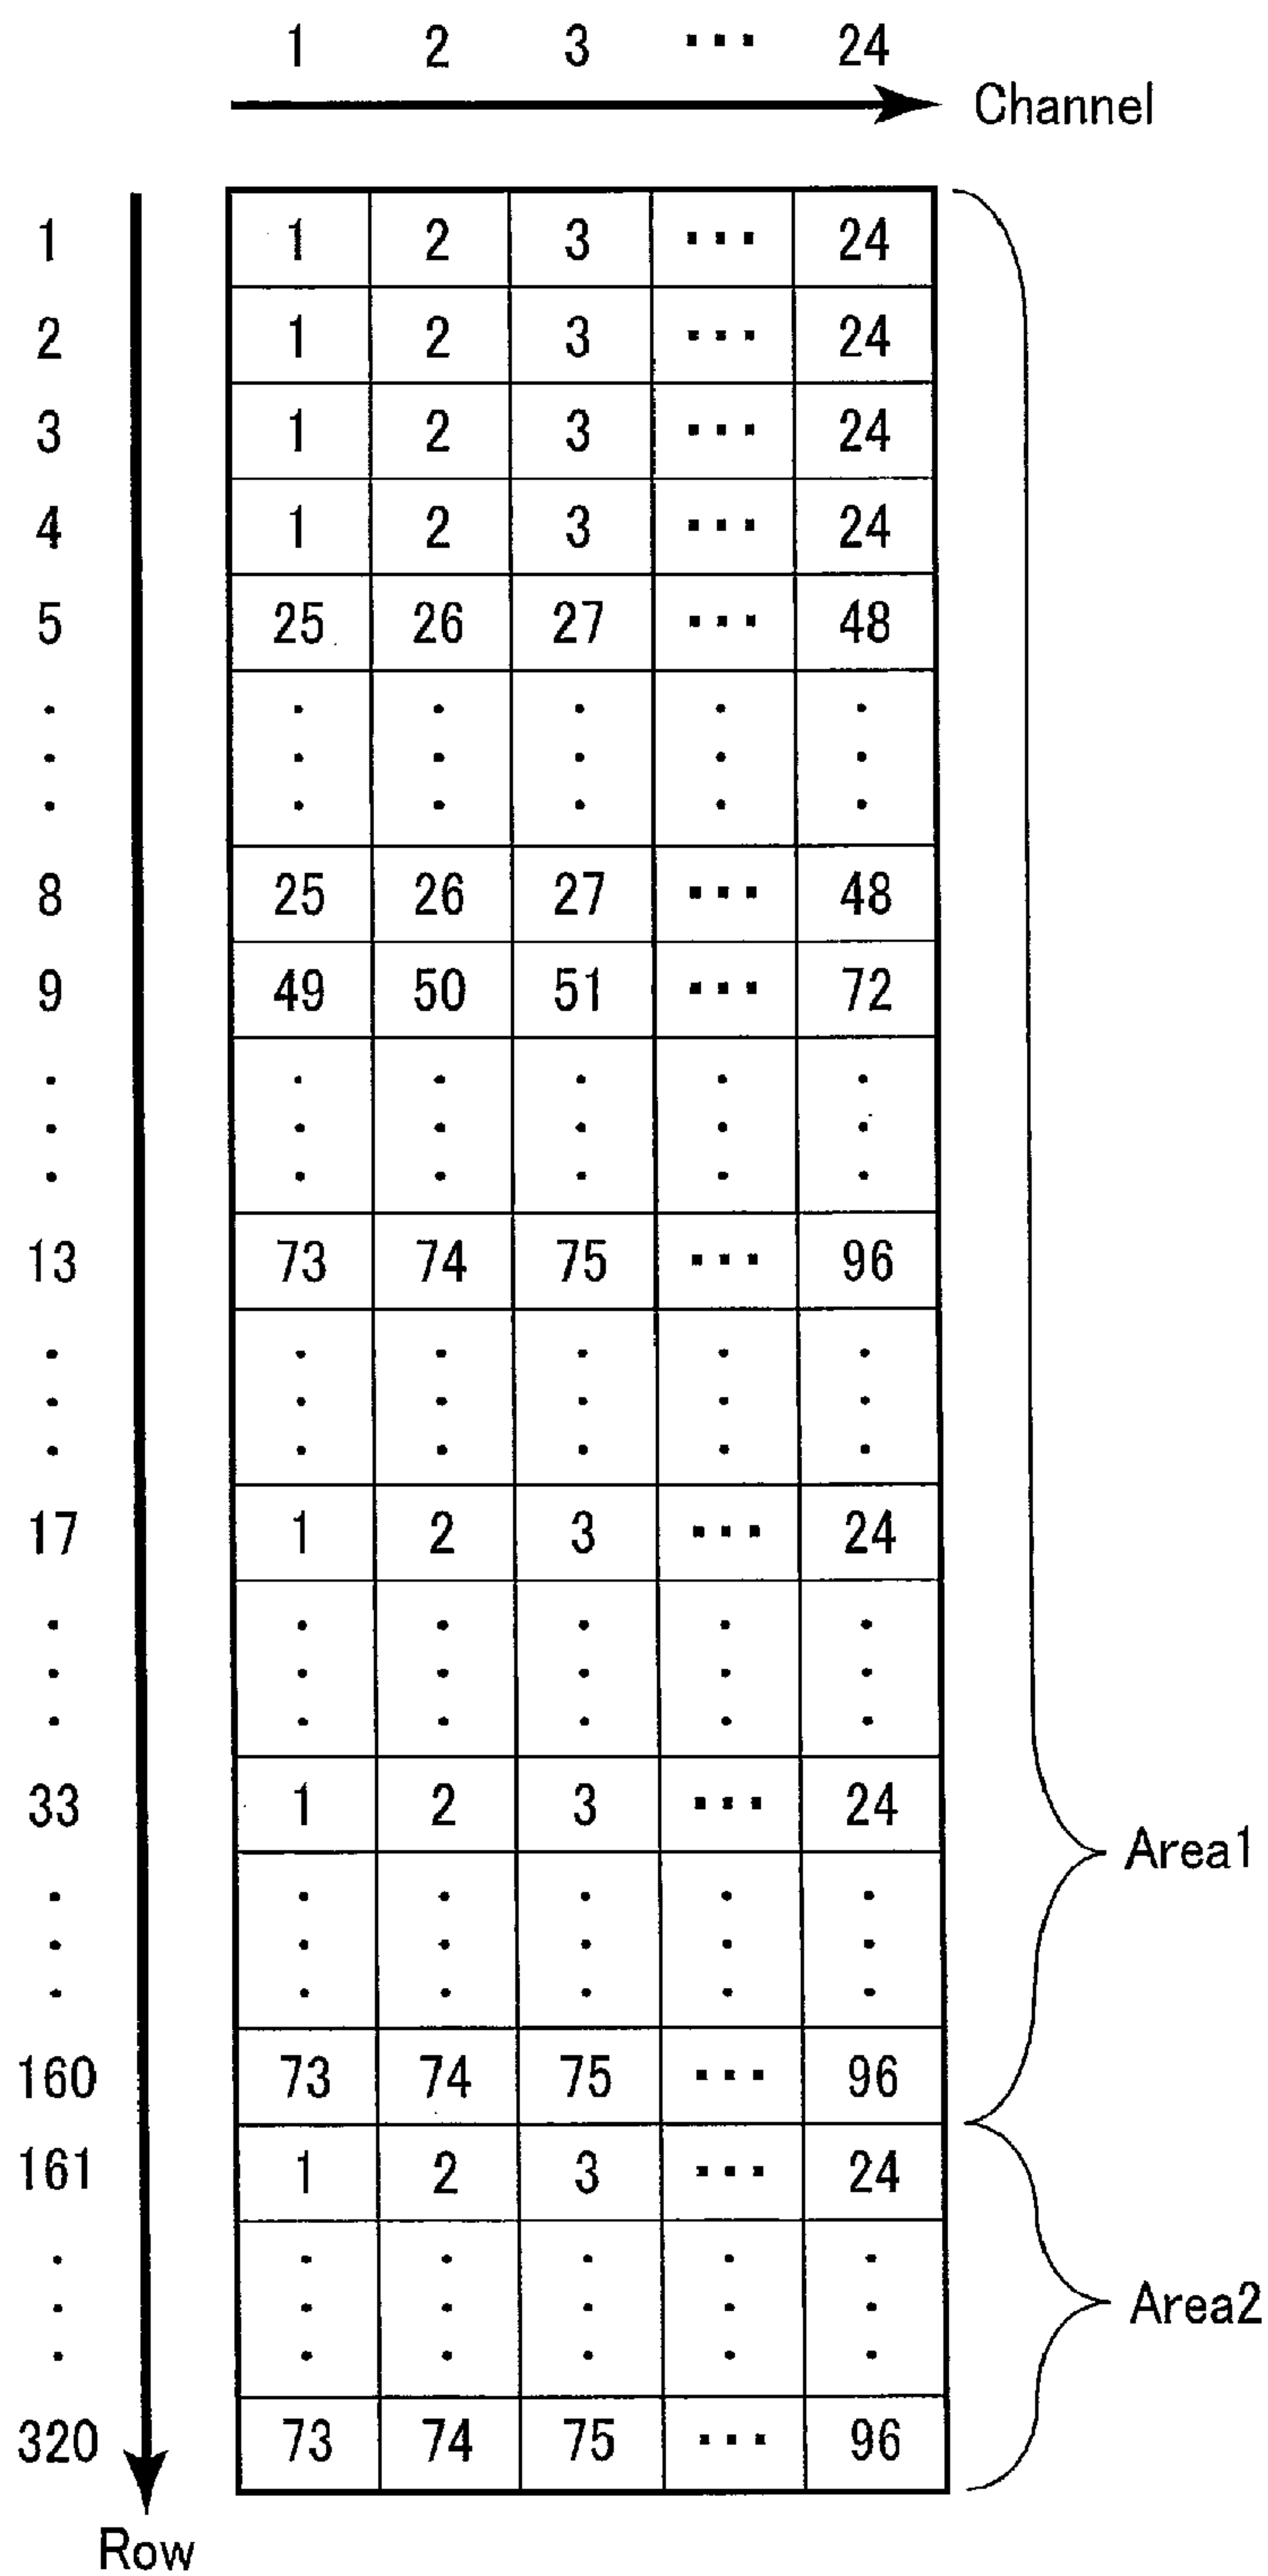 1 2 3 ··· 24
Channel
1 1 2 3 ··· 24
2 1 2 3 ··· 24
3 1 2 3 ··· 24
4 1 2 3 ··· 24
5 25 26 27 ··· 48
8 25 26 27 ··· 48
9 49 50 51 ··· 72
13 73 74 75 ··· 96
17 1 2 3 ··· 24
33 1 2 3 ··· 24
Area1
160 73 74 75 ··· 96
161 1 2 3 ··· 24
Area2
320 73 74 75 ··· 96
Row